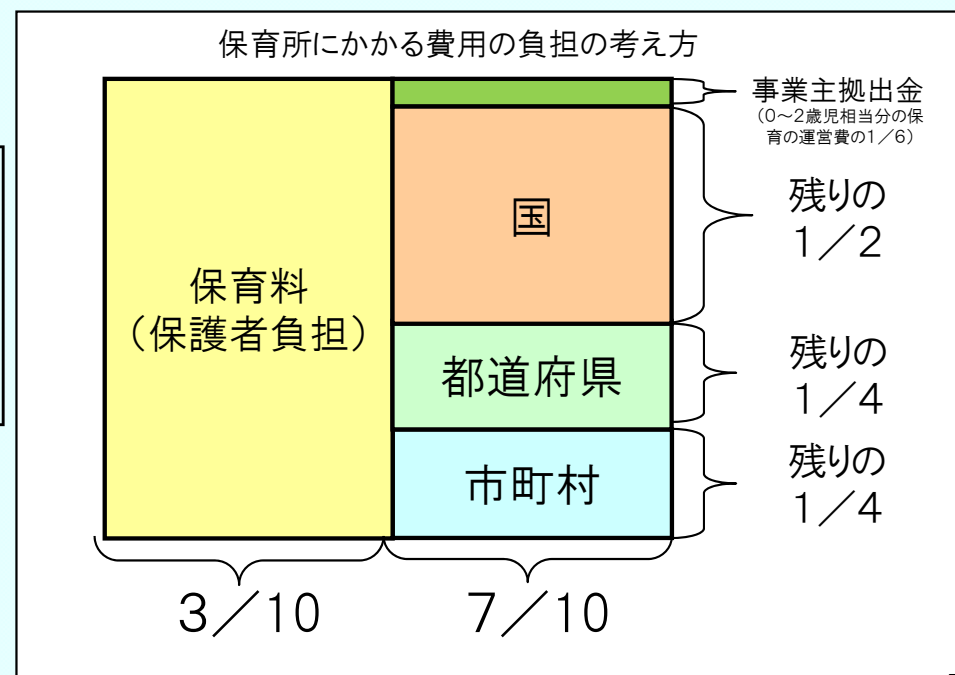 保育所にかかる費用の負担の考え方
事業主拠出金
（0～2歳児相当分の保
育の運営費の1／6）
国
残りの
1／2
保育料
（保護者負担）
都道府県
残りの
1／4
市町村
残りの
1／4
3／10
7／10